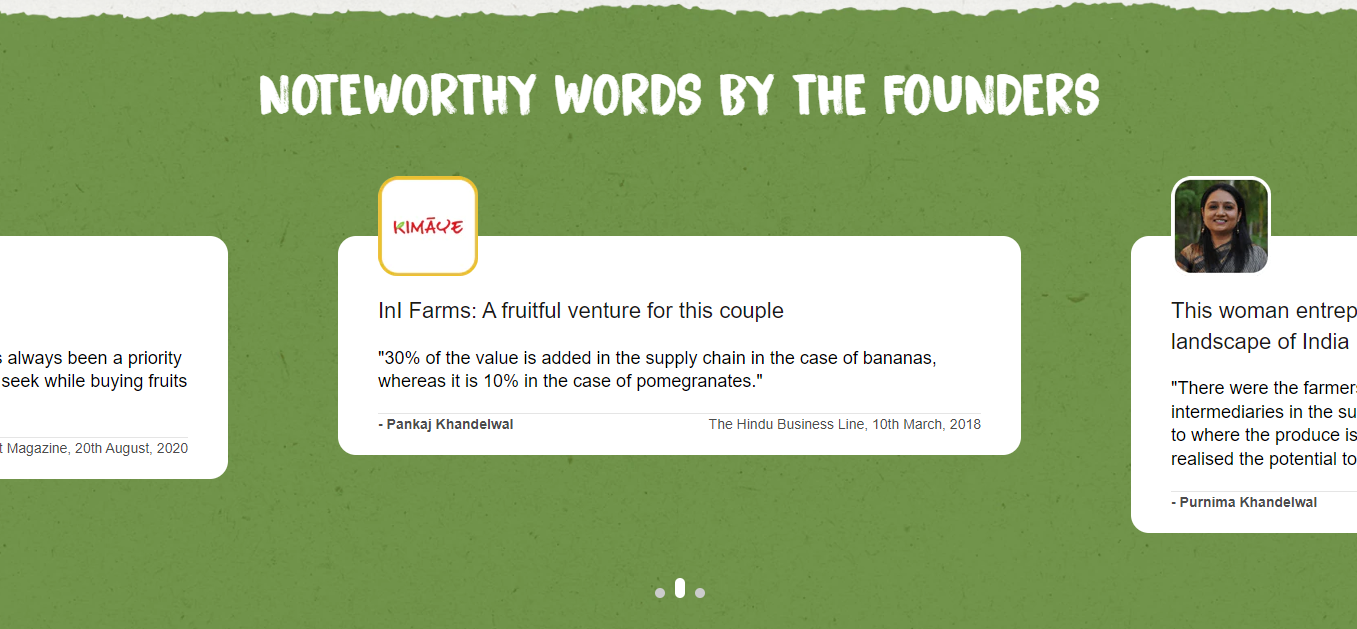 NOTEWORTHY WORDS BY THE FOUNDERS
always been a priority
seek while buying fruits
Magazine, 20th August, 2020
KIMĀYE
InI Farms: A fruitful venture for this couple
"30% of the value is added in the supply chain in the case of bananas,
whereas it is 10% in the case of pomegranates."
- Pankaj Khandelwal
The Hindu Business Line, 10th March, 2018
This woman entrep
landscape of India
"There were the farmers
intermediaries in the su
to where the produce is
realised the potential to
- Purnima Khandelwal